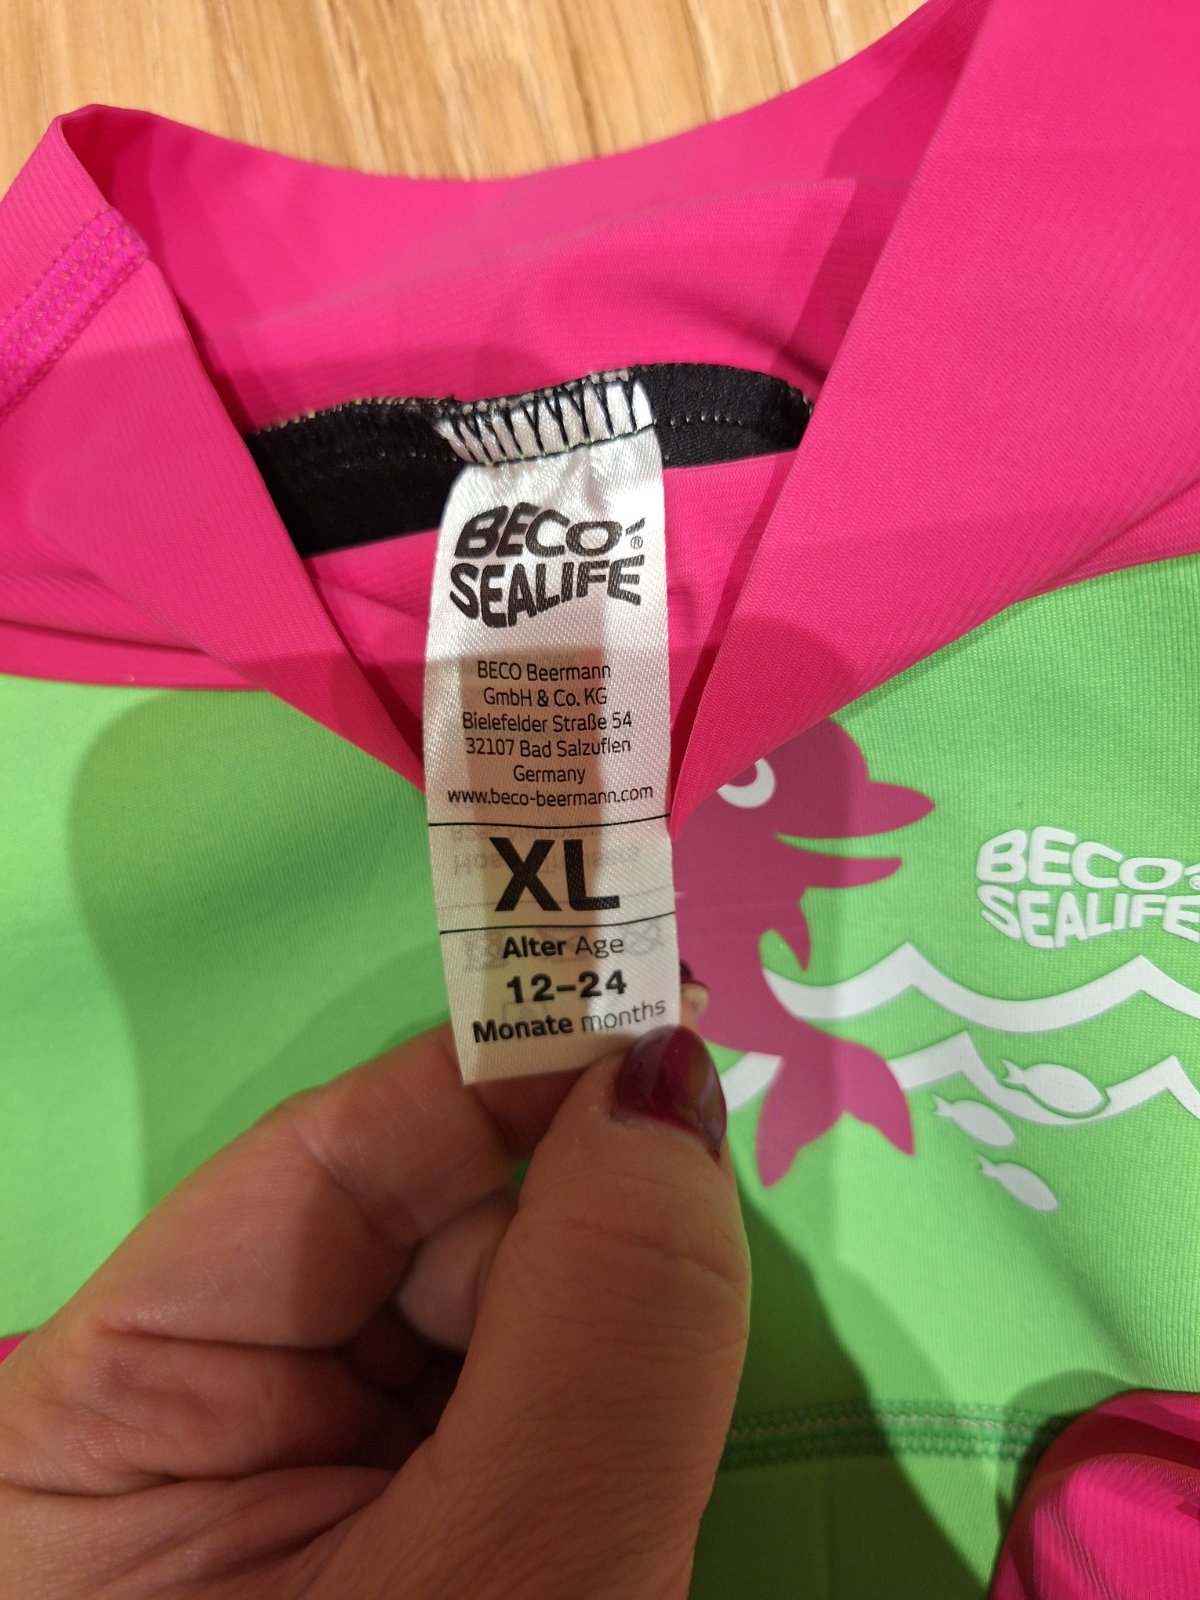 BECO
SEALIFE®
BECO Beermann
GmbH & Co. KG
Bielefelder Straße 54
32107 Bad Salzuflen
Germany
www.beco-beermann.com
XL
Alter Age
12–24
Monate months
BECO
SEALIFE